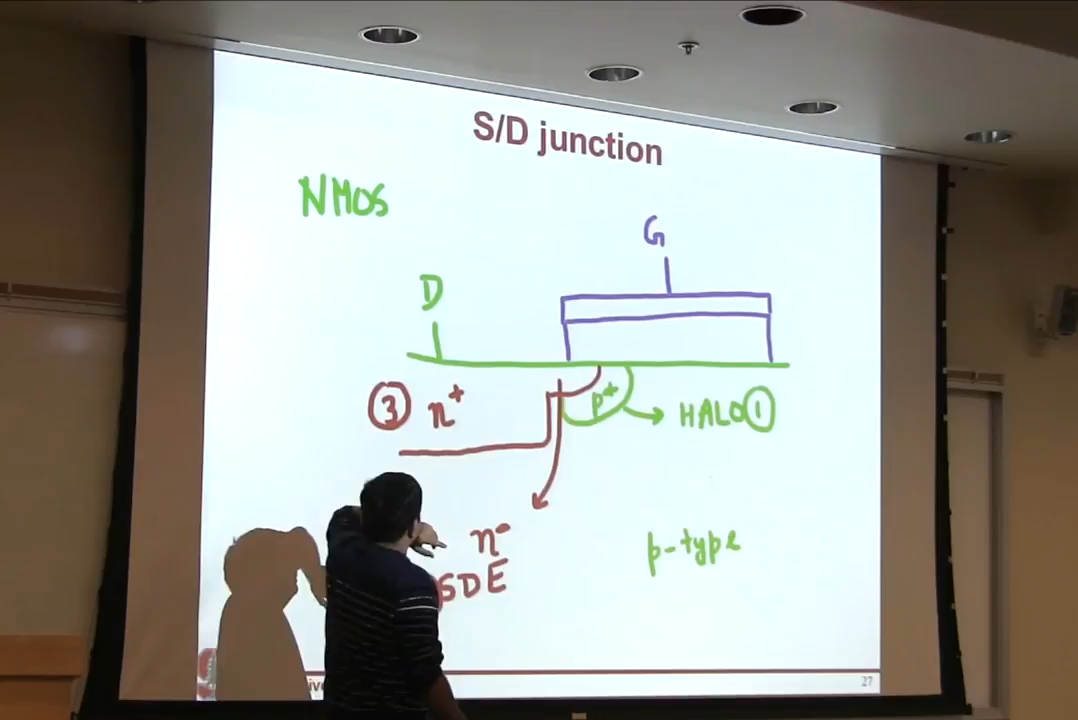 S/D junction
NMOS
G
D
③ n⁺
p⁺
HALO ①
n⁻
SDE
p-type
27